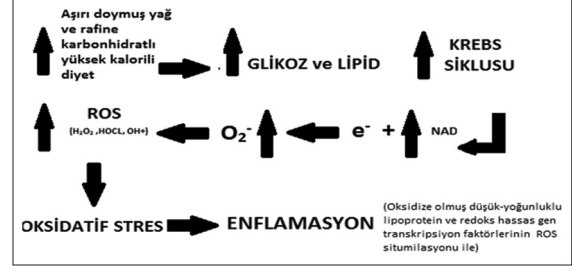 Aşırı doymuş yağ
ve rafine
karbonhidratlı
yüksek kalorili
diyet
GLİKOZ ve LİPİD
KREBS
SİKLUSU
ROS
(H₂O₂ ,HOCL, OH+)
O₂⁻
e⁻ +
NAD
OKSİDATİF STRES
ENFLAMASYON
(Oksidize olmuş düşük-yoğunluklu
lipoprotein ve redoks hassas gen
transkripsiyon faktörlerinin ROS
situmilasyonu ile)